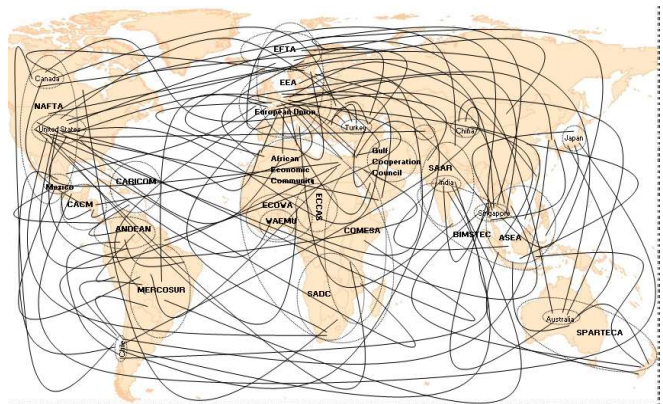 EFTA
Canada
EEA
NAFTA
European Union
United States
Turkey
China
Japan
African
Economic
Community
Gulf
Cooperation
Council
SAAR
India
Mexico
CARICOM
CACM
ECOWA
WAEMU
ECCAS
COMESA
Singapore
ANDEAN
BIMSTEC
ASEA
MERCOSUR
SADC
Australia
SPARTECA
Chile